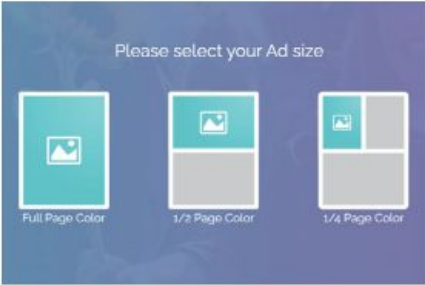 Please select your Ad size
Full Page Color
1/2 Page Color
1/4 Page Color